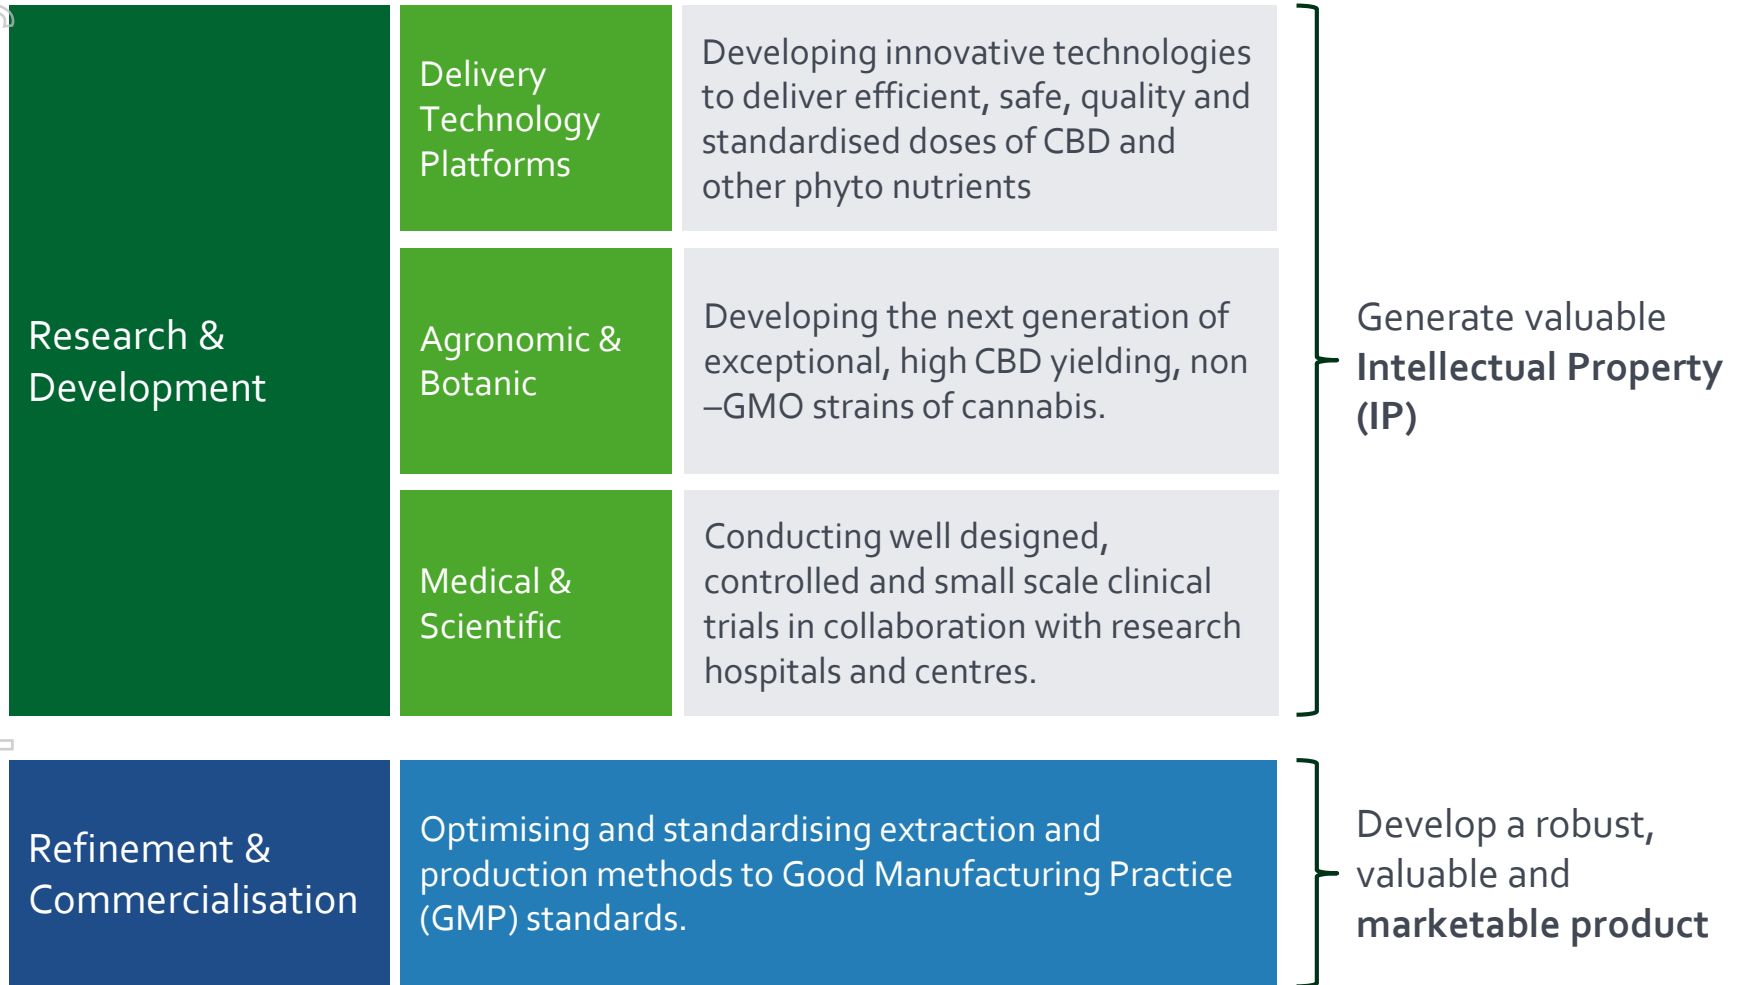 Research &
Development
Delivery
Technology
Platforms
Developing innovative technologies
to deliver efficient, safe, quality and
standardised doses of CBD and
other phyto nutrients
Agronomic &
Botanic
Developing the next generation of
exceptional, high CBD yielding, non
–GMO strains of cannabis.
Medical &
Scientific
Conducting well designed,
controlled and small scale clinical
trials in collaboration with research
hospitals and centres.
Generate valuable
Intellectual Property
(IP)
Refinement &
Commercialisation
Optimising and standardising extraction and
production methods to Good Manufacturing Practice
(GMP) standards.
Develop a robust,
valuable and
marketable product